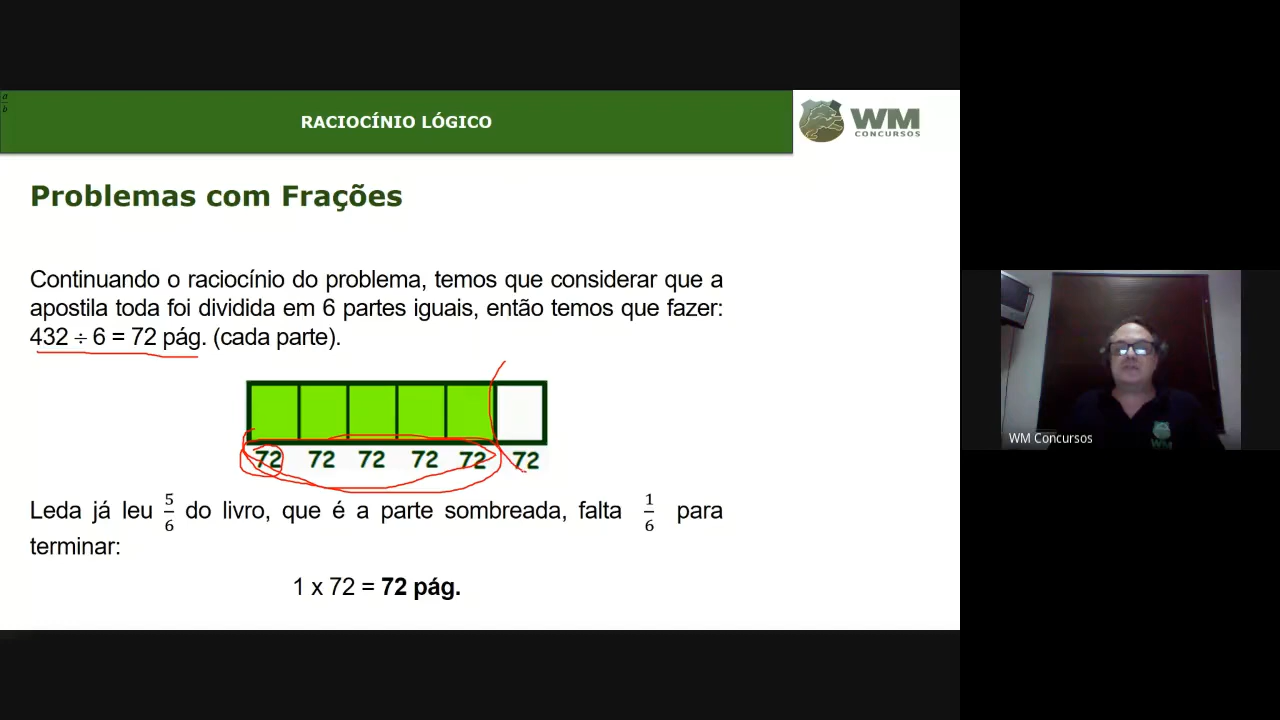 a
b
RACIOCÍNIO LÓGICO
WM
CONCURSOS
Problemas com Frações
Continuando o raciocínio do problema, temos que considerar que a
apostila toda foi dividida em 6 partes iguais, então temos que fazer:
432 ÷ 6 = 72 pág. (cada parte).
72 72 72 72 72 72
Leda já leu 5/6 do livro, que é a parte sombreada, falta 1/6 para
terminar:
1 x 72 = 72 pág.
WM Concursos